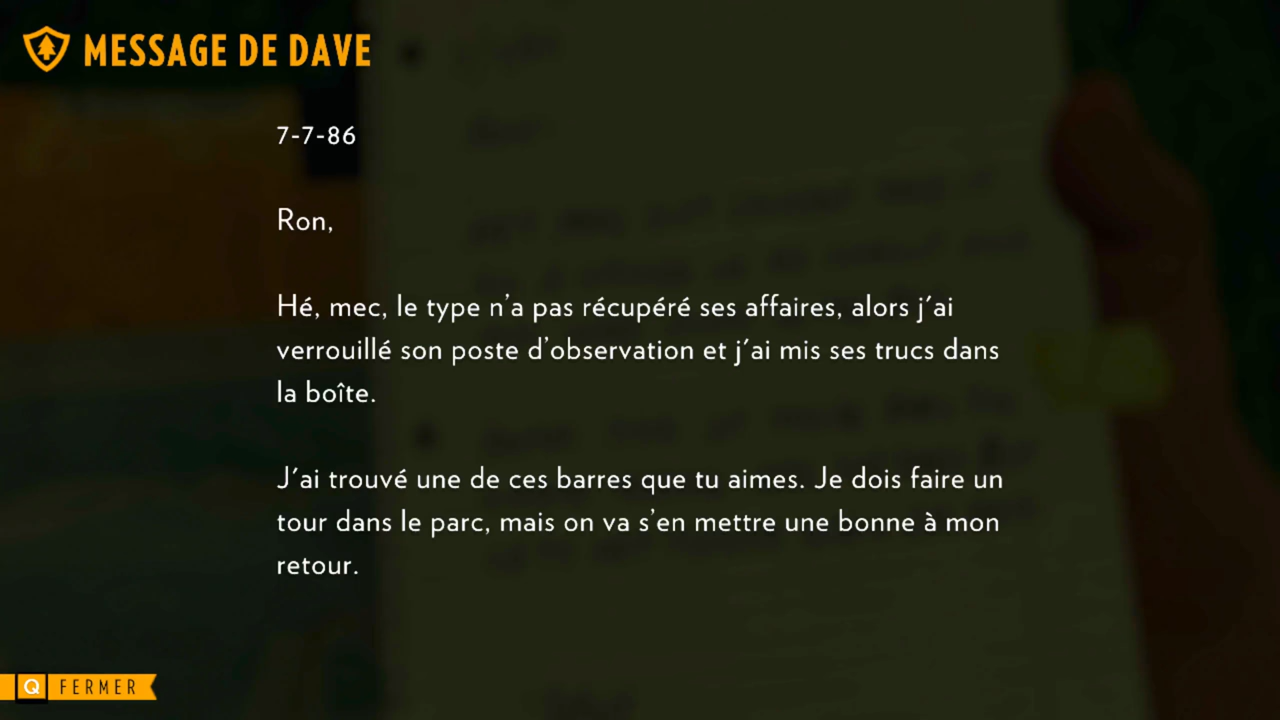 MESSAGE DE DAVE
7-7-86
Ron,
Hé, mec, le type n'a pas récupéré ses affaires, alors j'ai
verrouillé son poste d'observation et j'ai mis ses trucs dans
la boîte.
J'ai trouvé une de ces barres que tu aimes. Je dois faire un
tour dans le parc, mais on va s'en mettre une bonne à mon
retour.
Q FERMER